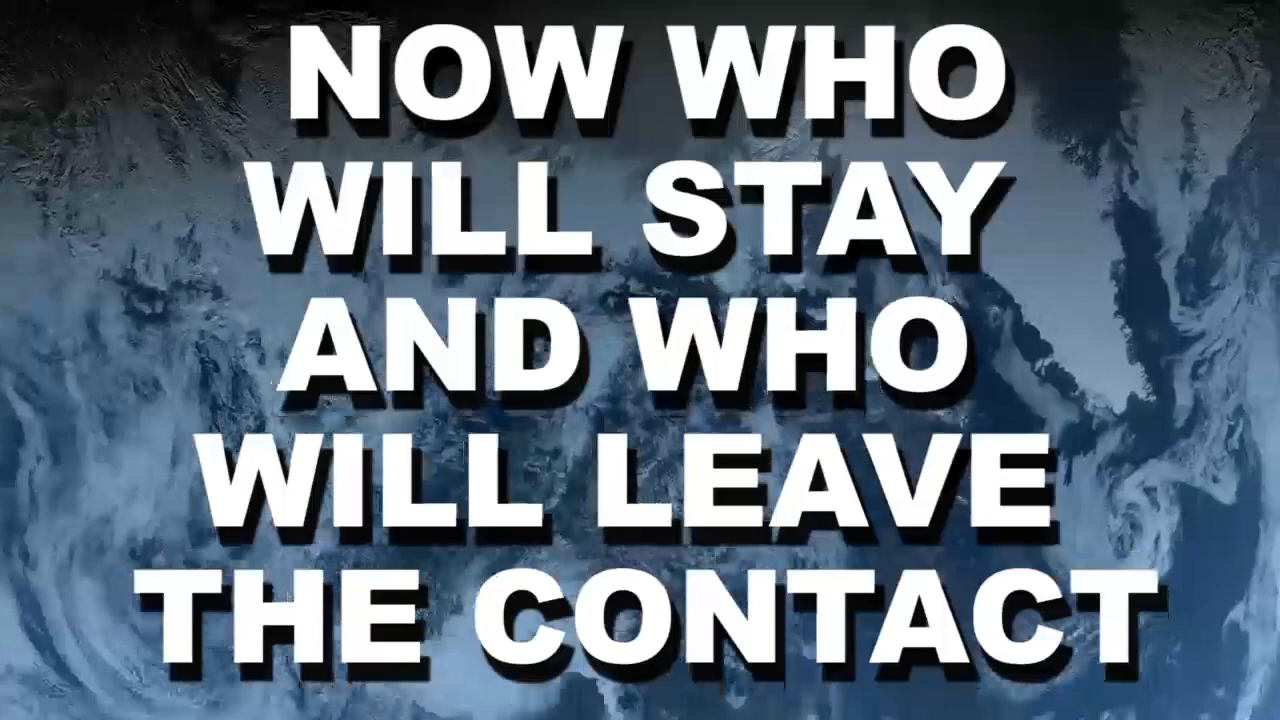 NOW WHO
WILL STAY
AND WHO
WILL LEAVE
THE CONTACT